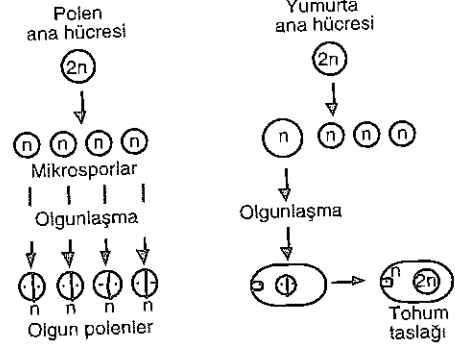 Polen
ana hücresi
2n
n n n n
Mikrosporlar
Olgunlaşma
n n n n
Olgun polenler
Yumurta
ana hücresi
2n
n n n n
Olgunlaşma
n
2n
Tohum
taslağı